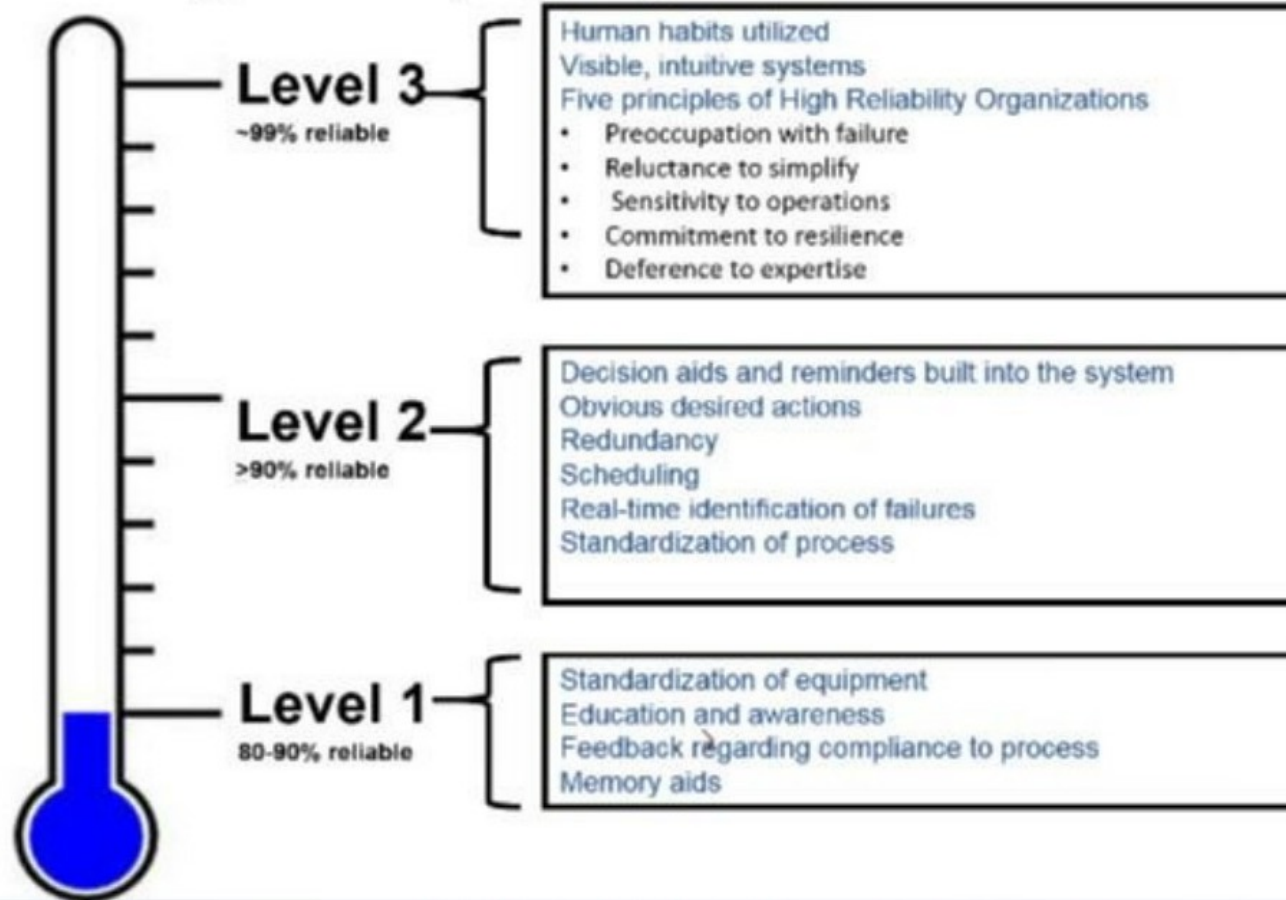 Level 3
~99% reliable
Human habits utilized
Visible, intuitive systems
Five principles of High Reliability Organizations
• Preoccupation with failure
• Reluctance to simplify
• Sensitivity to operations
• Commitment to resilience
• Deference to expertise
Level 2
>90% reliable
Decision aids and reminders built into the system
Obvious desired actions
Redundancy
Scheduling
Real-time identification of failures
Standardization of process
Level 1
80-90% reliable
Standardization of equipment
Education and awareness
Feedback regarding compliance to process
Memory aids